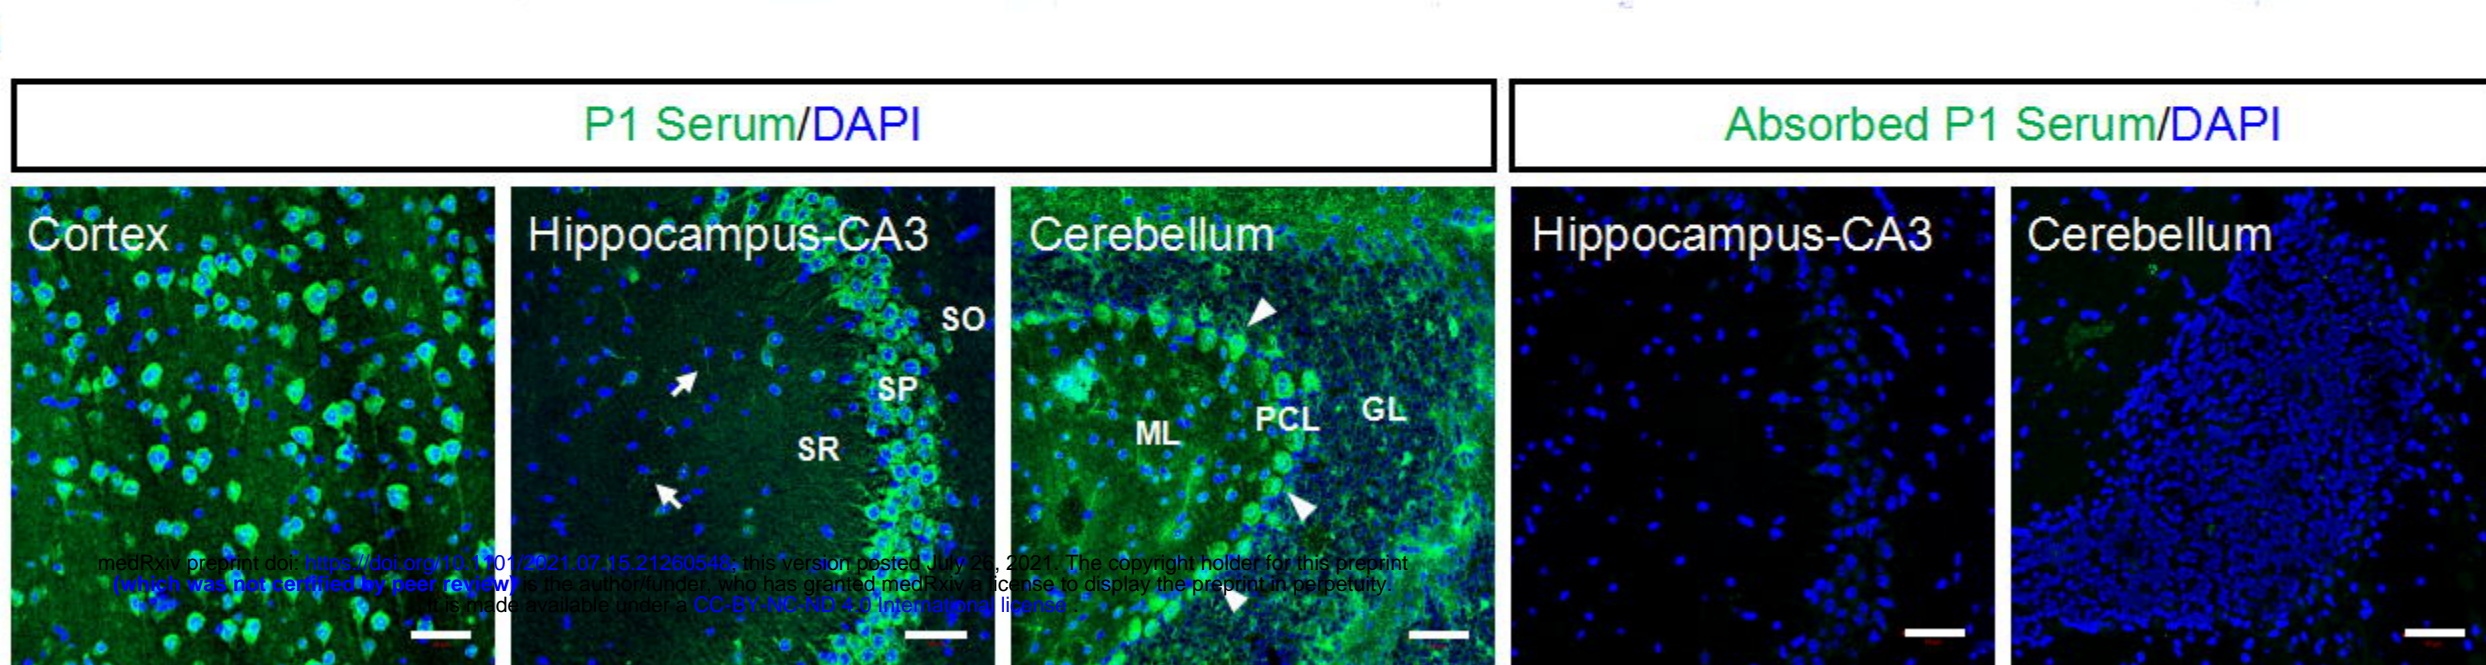 P1 Serum/DAPI
Absorbed P1 Serum/DAPI
Cortex
Hippocampus-CA3
Cerebellum
Hippocampus-CA3
Cerebellum
SO
SP
SR
ML
PCL
GL
medRxiv preprint doi: https://doi.org/10.1101/2021.07.15.21260548; this version posted July 26, 2021. The copyright holder for this preprint
(which was not certified by peer review) is the author/funder, who has granted medRxiv a license to display the preprint in perpetuity.
It is made available under a CC-BY-NC-ND 4.0 International license .